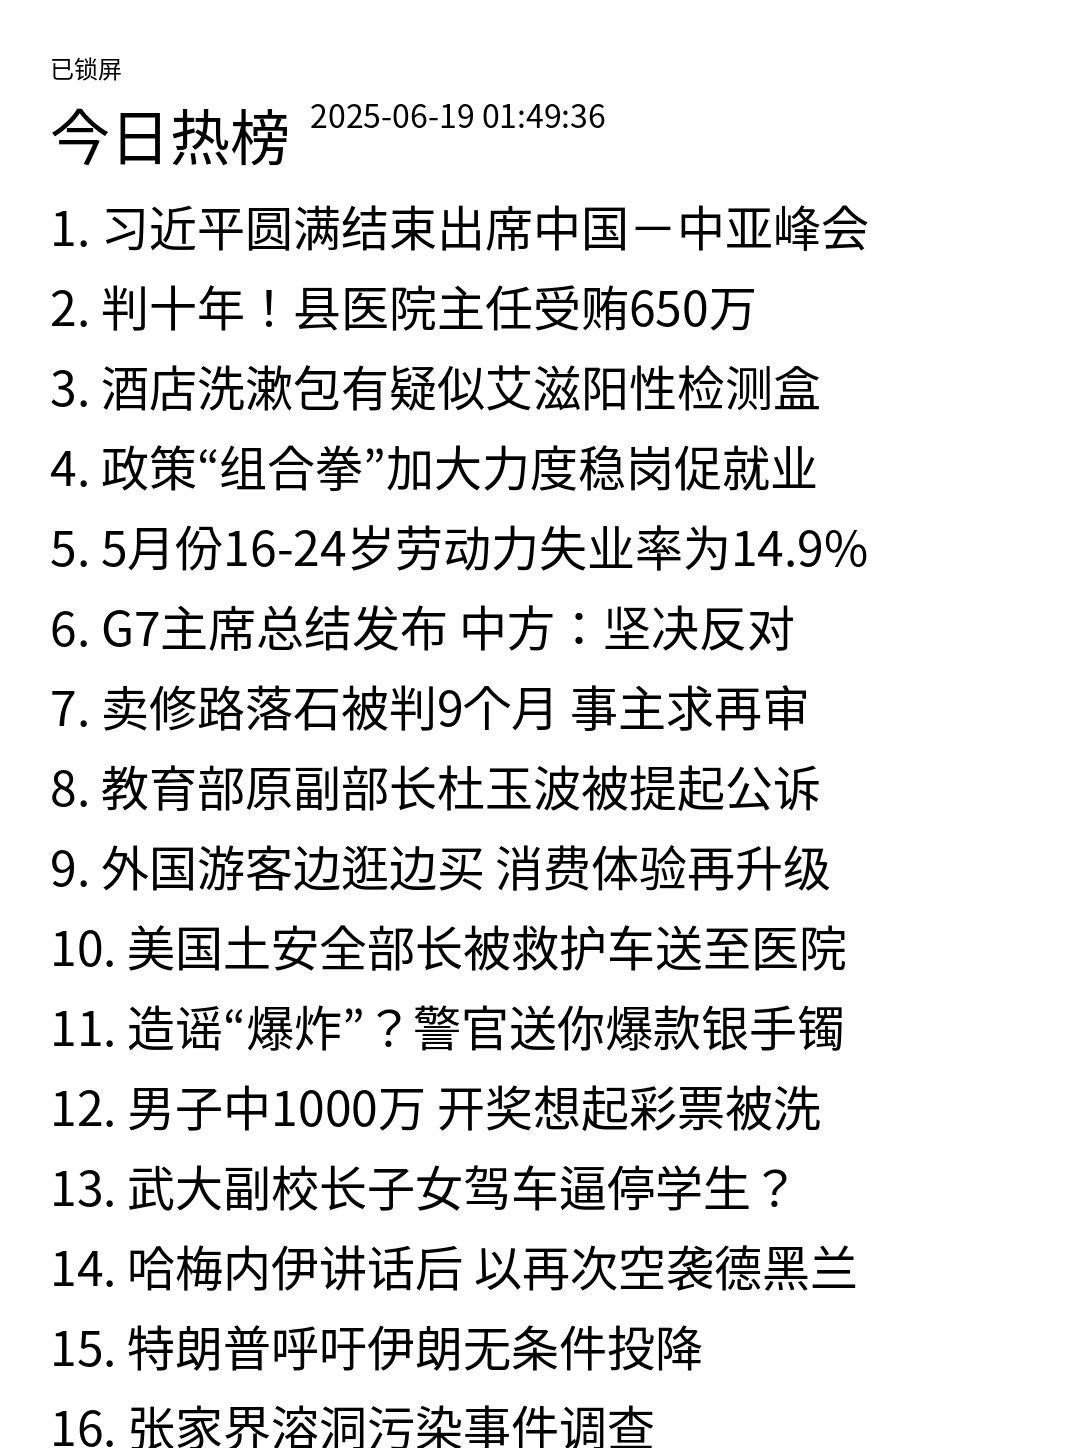 已锁屏
今日热榜 2025-06-19 01:49:36
1. 习近平圆满结束出席中国－中亚峰会
2. 判十年！县医院主任受贿650万
3. 酒店洗漱包有疑似艾滋阳性检测盒
4. 政策“组合拳”加大力度稳岗促就业
5. 5月份16-24岁劳动力失业率为14.9%
6. G7主席总结发布 中方：坚决反对
7. 卖修路落石被判9个月 事主求再审
8. 教育部原副部长杜玉波被提起公诉
9. 外国游客边逛边买 消费体验再升级
10. 美国土安全部长被救护车送至医院
11. 造谣“爆炸”？警官送你爆款银手镯
12. 男子中1000万 开奖想起彩票被洗
13. 武大副校长子女驾车逼停学生？
14. 哈梅内伊讲话后 以再次空袭德黑兰
15. 特朗普呼吁伊朗无条件投降
16. 张家界溶洞污染事件调查